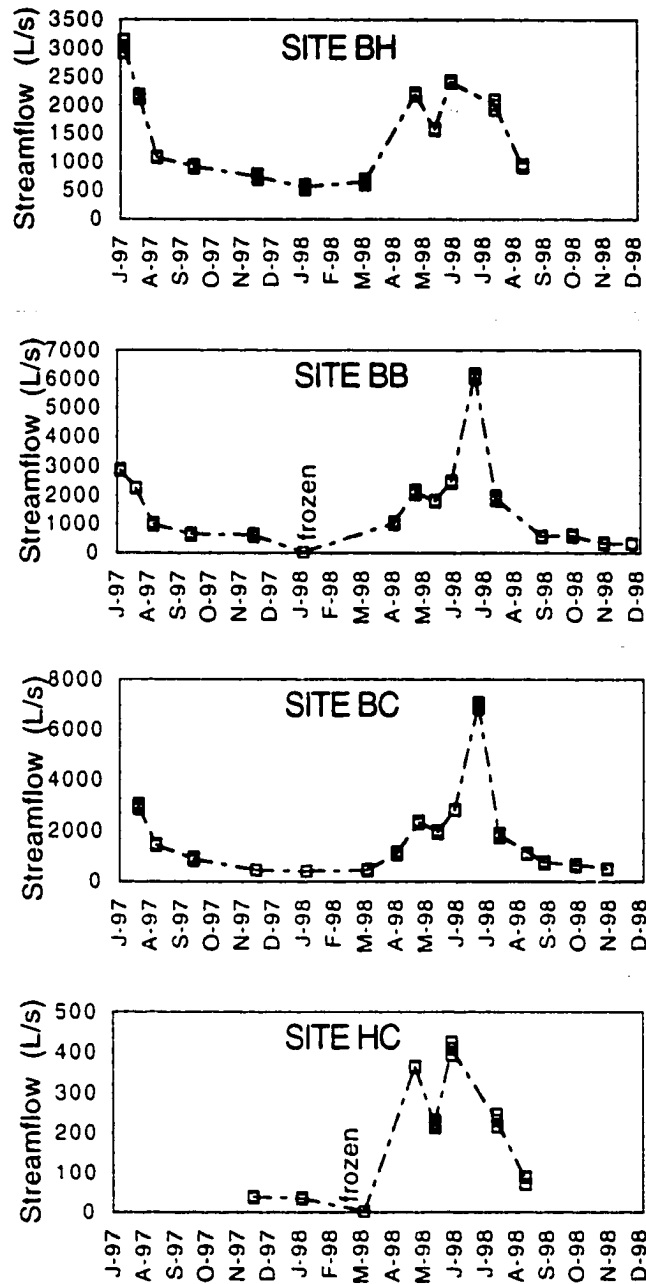 SITE BH
Streamflow (L/s)
3500
3000
2500
2000
1500
1000
500
0
J-97
A-97
S-97
O-97
N-97
D-97
J-98
F-98
M-98
A-98
M-98
J-98
J-98
A-98
S-98
O-98
N-98
D-98
SITE BB
Streamflow (L/s)
7000
6000
5000
4000
3000
2000
1000
0
frozen
J-97
A-97
S-97
O-97
N-97
D-97
J-98
F-98
M-98
A-98
M-98
J-98
J-98
A-98
S-98
O-98
N-98
D-98
SITE BC
Streamflow (L/s)
8000
6000
4000
2000
0
J-97
A-97
S-97
O-97
N-97
D-97
J-98
F-98
M-98
A-98
M-98
J-98
J-98
A-98
S-98
O-98
N-98
D-98
SITE HC
Streamflow (L/s)
500
400
300
200
100
0
frozen
J-97
A-97
S-97
O-97
N-97
D-97
J-98
F-98
M-98
A-98
M-98
J-98
J-98
A-98
S-98
O-98
N-98
D-98